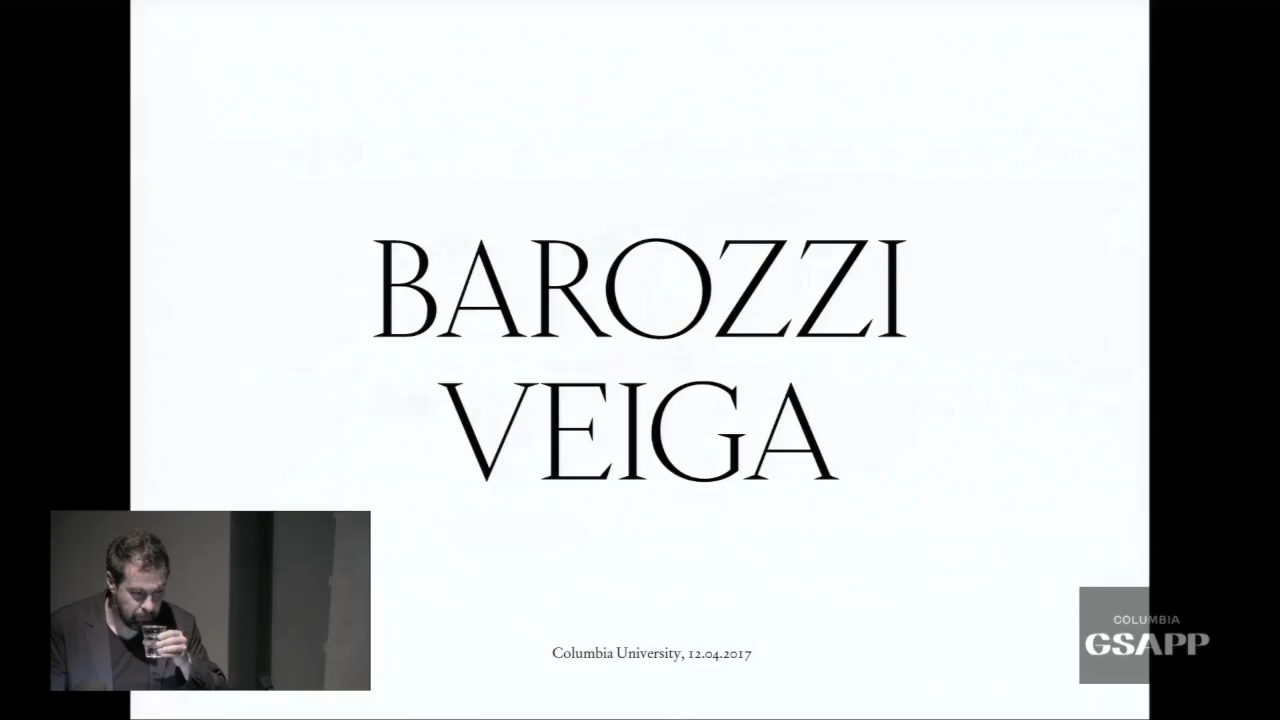 BAROZZI
VEIGA
Columbia University, 12.04.2017
COLUMBIA
GSAPP